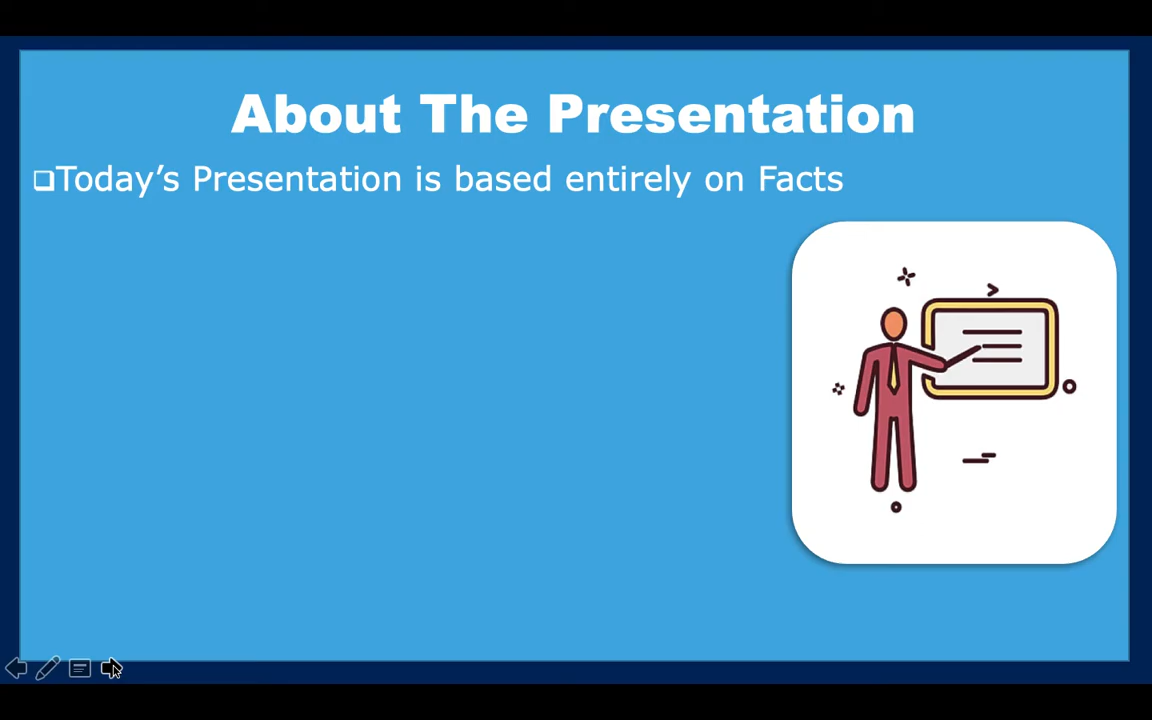 About The Presentation
Today’s Presentation is based entirely on Facts